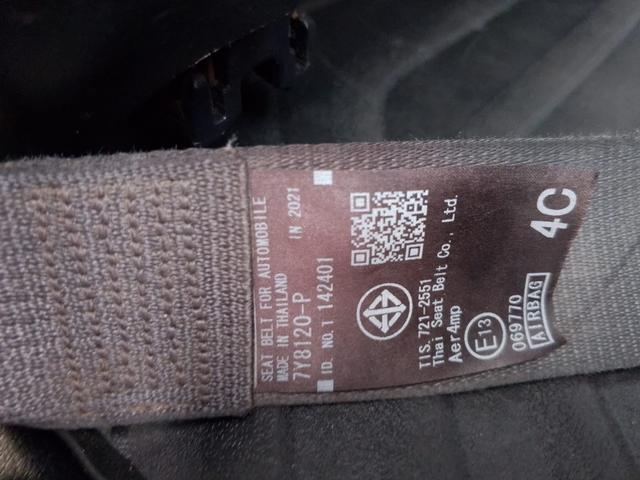 SEAT BELT FOR AUTOMOBILE
MADE IN THAILAND IN 2021
7Y8120-P
ID. NO. T 142401
TIS. 721-2551
Thai Seat Belt Co., Ltd.
Aer4mp
E13
069770
AIRBAG
4C